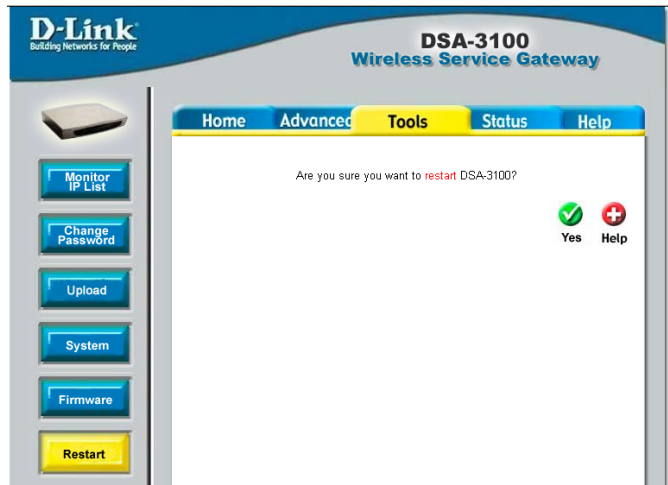 D-Link
Building Networks for People
DSA-3100
Wireless Service Gateway
Home
Advanced
Tools
Status
Help
Monitor
IP List
Change
Password
Upload
System
Firmware
Restart
Are you sure you want to restart DSA-3100?
Yes
Help